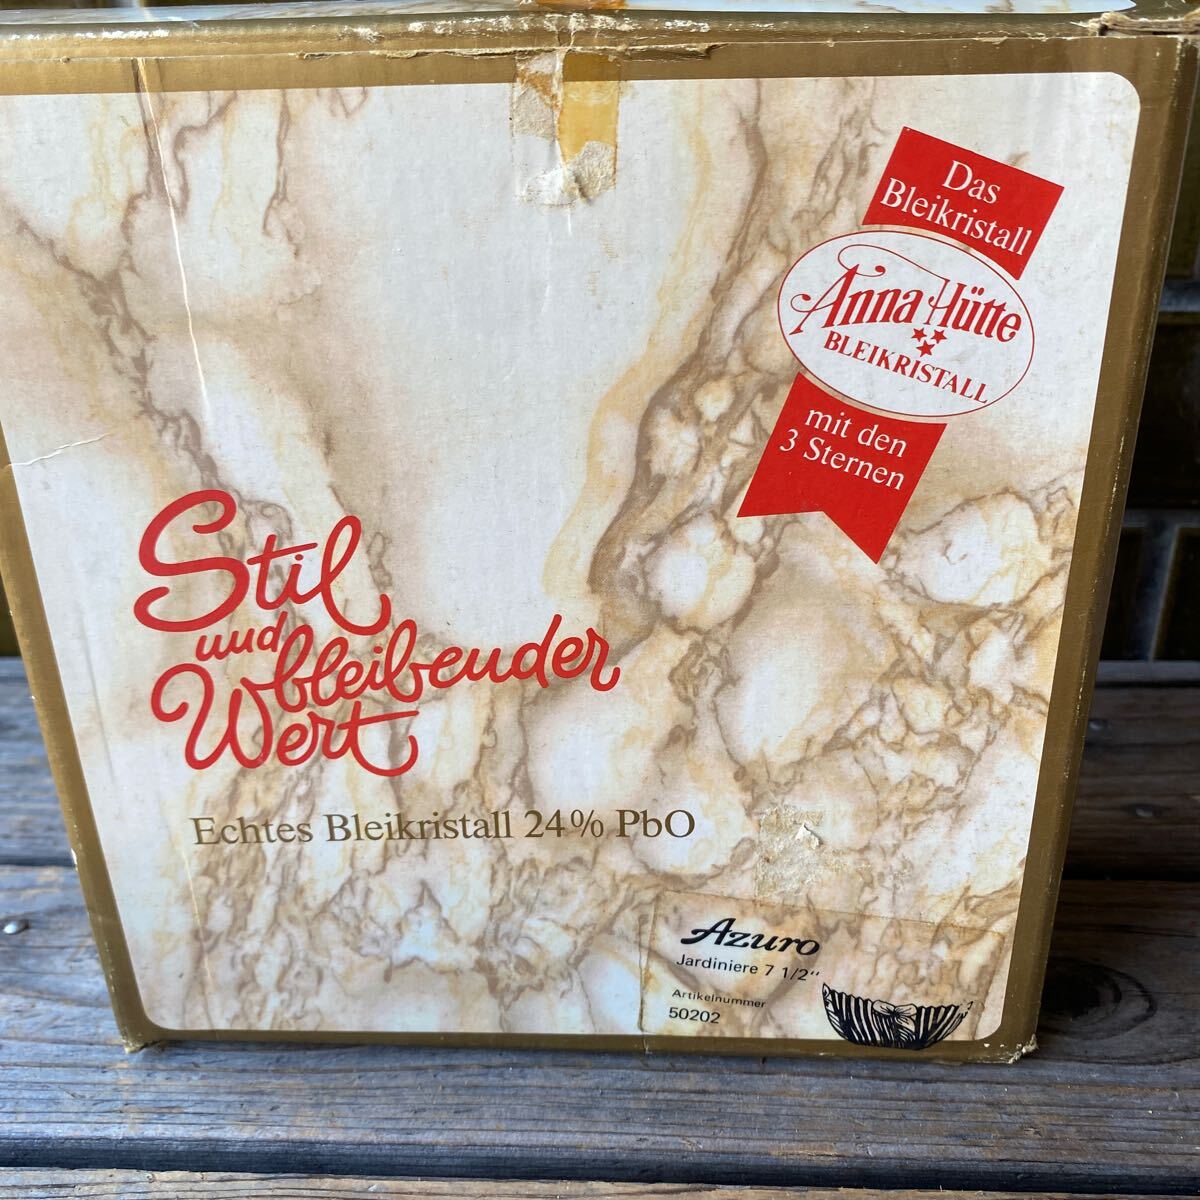 Das
Bleikristall
Anna Hütte
BLEIKRISTALL
mit den
3 Sternen
Stil
und bleibender
Wert
Echtes Bleikristall 24% PbO
Azuro
Jardiniere 7 1/2"
Artikelnummer
50202